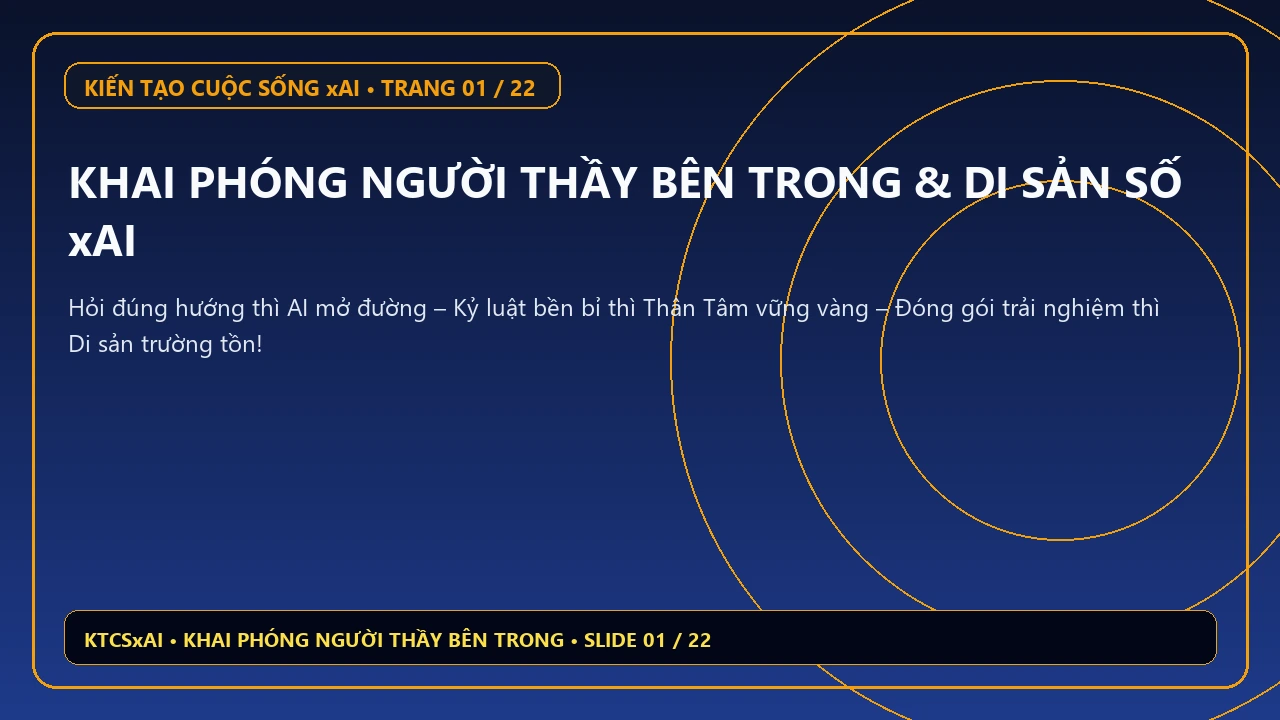 KIẾN TẠO CUỘC SỐNG xAI • TRANG 01 / 22
KHAI PHÓNG NGƯỜI THẦY BÊN TRONG & DI SẢN SỐ
xAI
Hỏi đúng hướng thì AI mở đường – Kỷ luật bền bỉ thì Thân Tâm vững vàng – Đóng gói trải nghiệm thì
Di sản trường tồn!
KTCSxAI • KHAI PHÓNG NGƯỜI THẦY BÊN TRONG • SLIDE 01 / 22